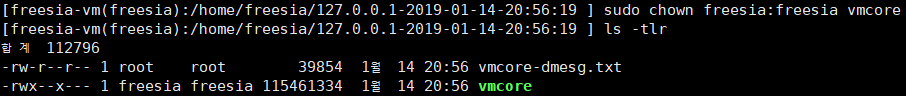 [freesia-vm(freesia):/home/freesia/127.0.0.1-2019-01-14-20:56:19 ] sudo chown freesia:freesia vmcore
[freesia-vm(freesia):/home/freesia/127.0.0.1-2019-01-14-20:56:19 ] ls -tlr
합계 112796
-rw-r--r-- 1 root    root        39854  1월  14 20:56 vmcore-dmesg.txt
-rwx--x--- 1 freesia freesia 115461334  1월  14 20:56 vmcore